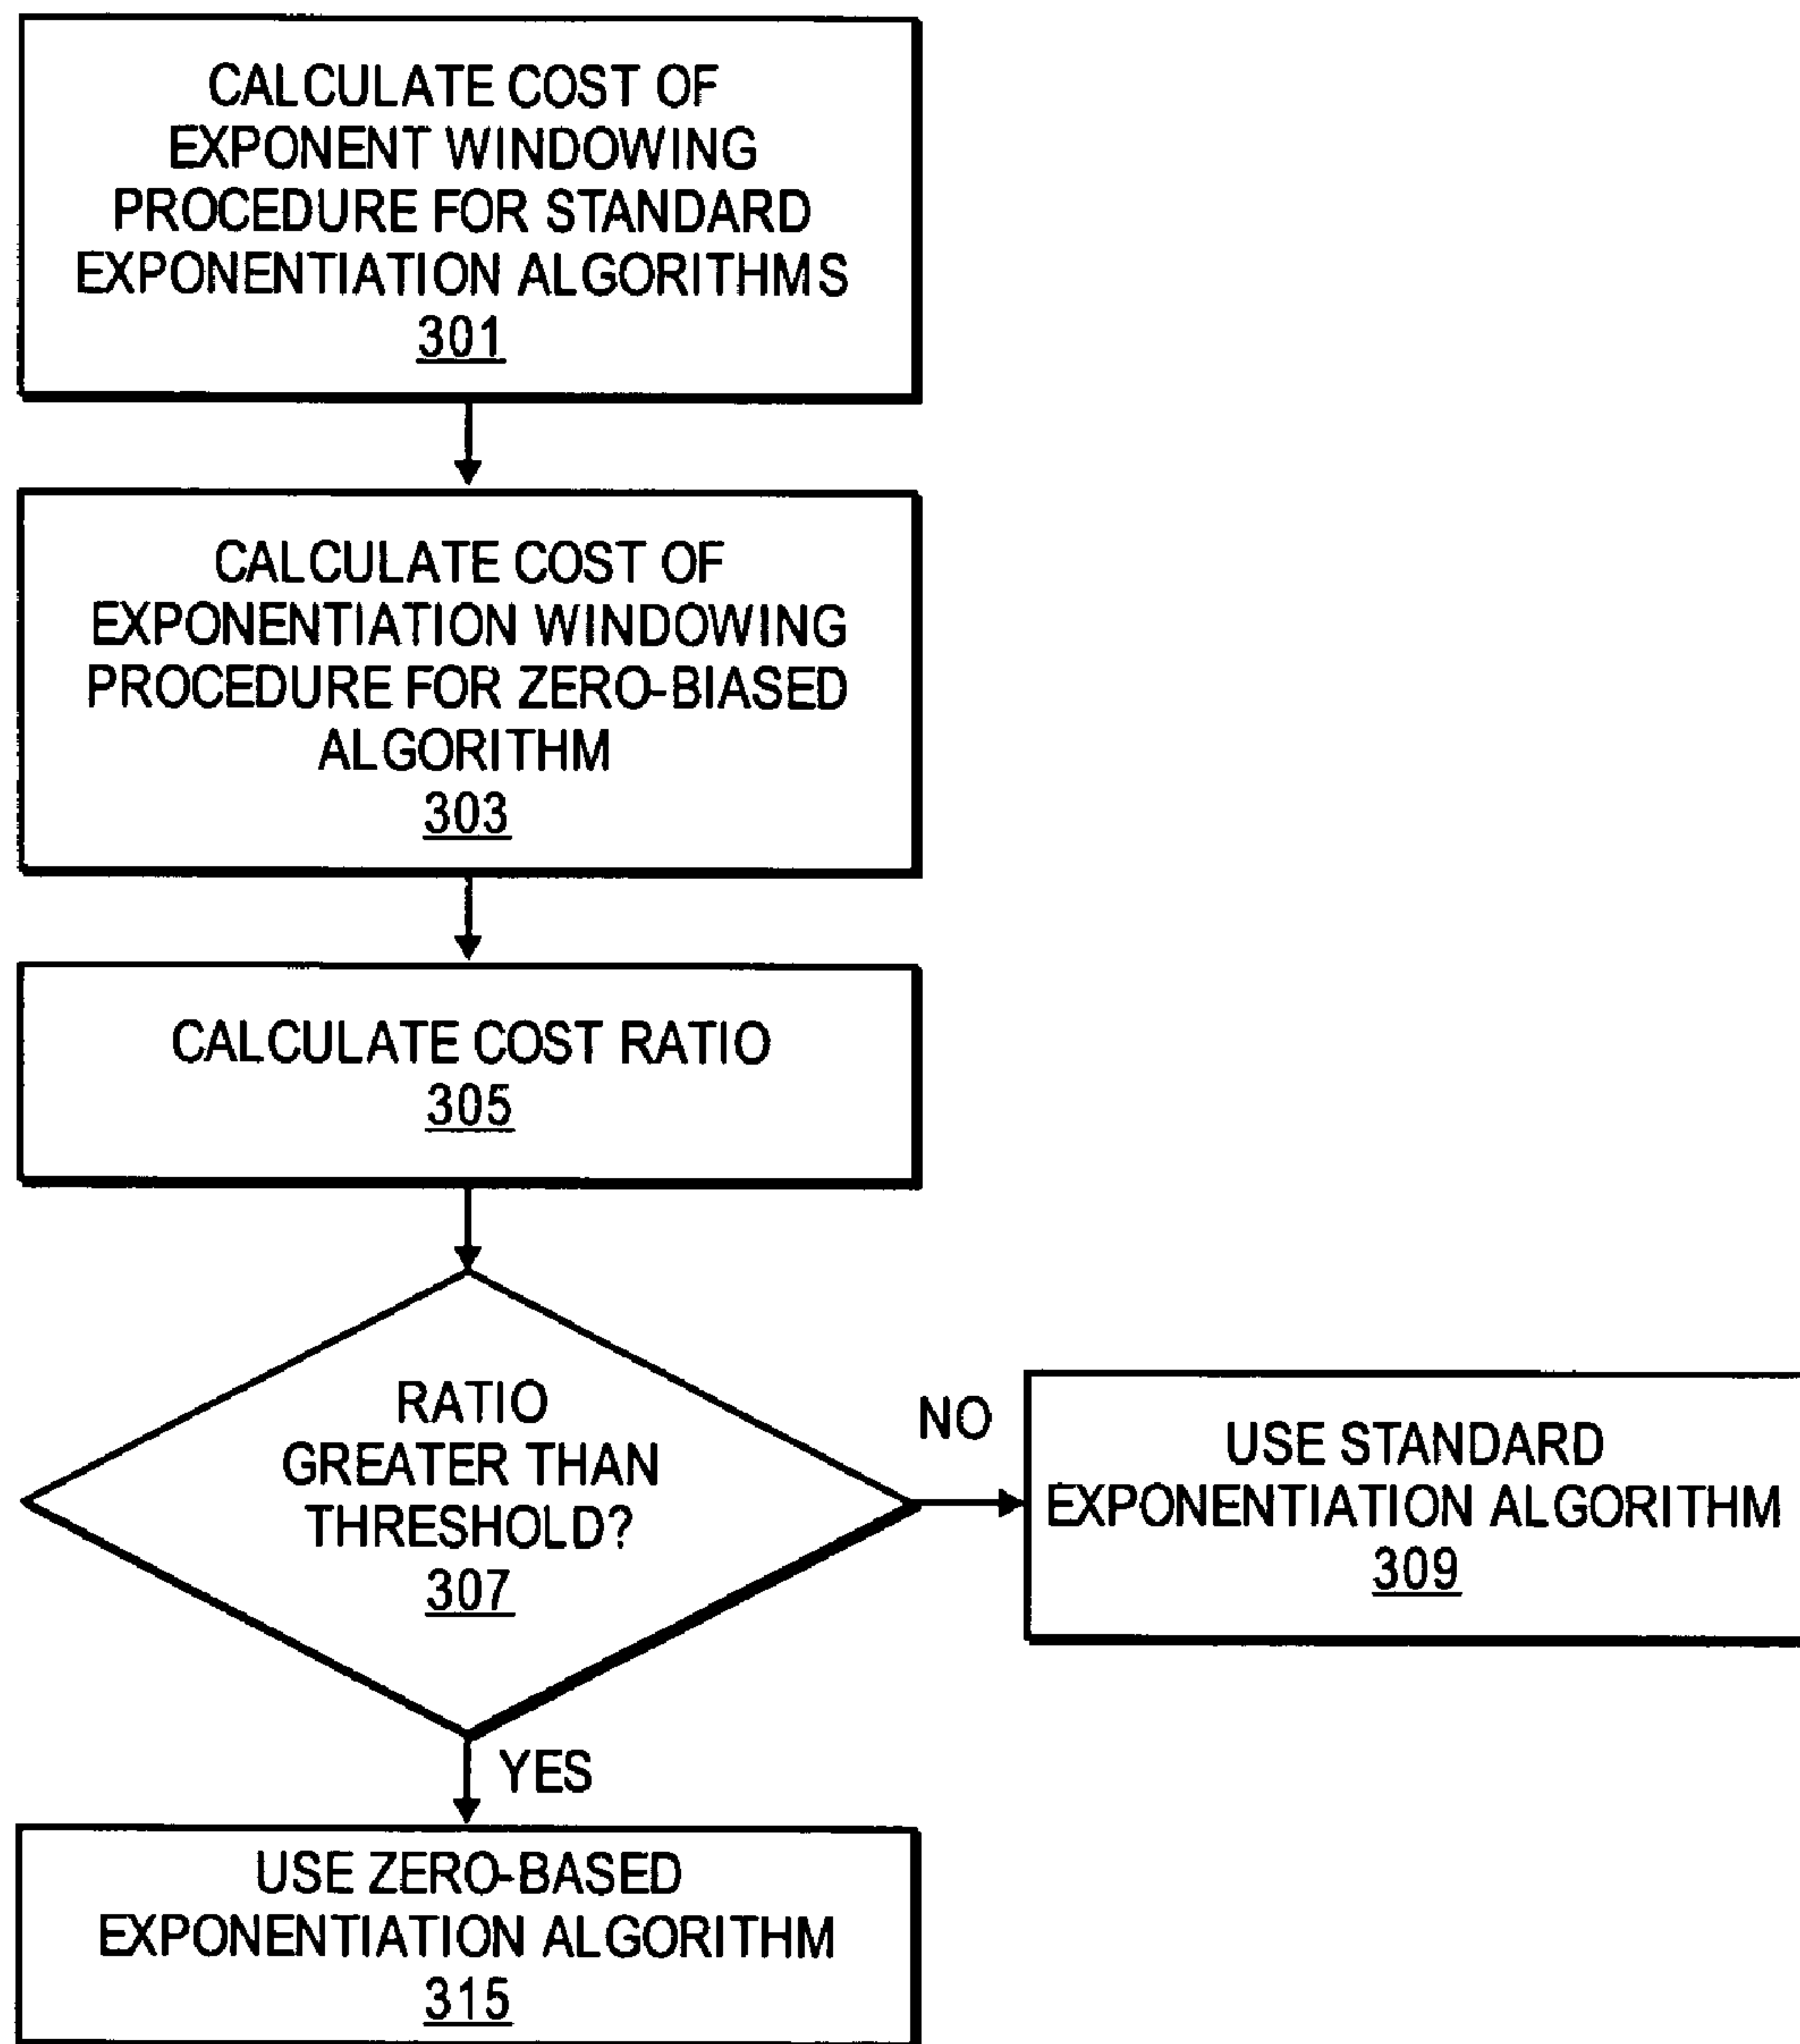 CALCULATE COST OF
EXPONENT WINDOWING
PROCEDURE FOR STANDARD
EXPONENTIATION ALGORITHMS
301
CALCULATE COST OF
EXPONENTIATION WINDOWING
PROCEDURE FOR ZERO-BIASED
ALGORITHM
303
CALCULATE COST RATIO
305
RATIO
GREATER THAN
THRESHOLD?
307
NO
USE STANDARD
EXPONENTIATION ALGORITHM
309
YES
USE ZERO-BASED
EXPONENTIATION ALGORITHM
315